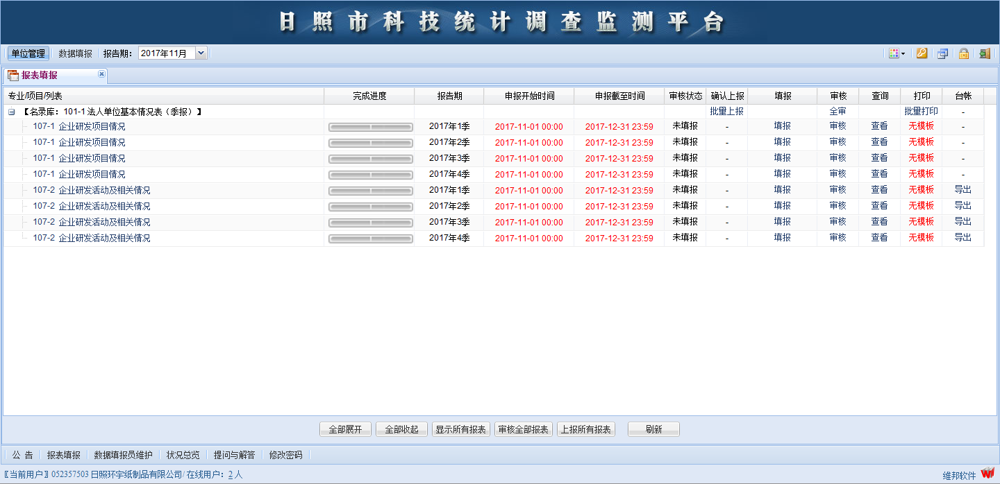 日照市科技统计调查监测平台
单位管理 数据填报 报告期: 2017年11月
报表填报
专业/项目/列表 完成进度 报告期 申报开始时间 申报截至时间 审核状态 确认上报 填报 审核 查询 打印 台帐
【名录库: 101-1 法人单位基本情况表（季报）】 批量上报 全审 批量打印 -
107-1 企业研发项目情况 2017年1季 2017-11-01 00:00 2017-12-31 23:59 未填报 - 填报 审核 查看 无模板 -
107-1 企业研发项目情况 2017年2季 2017-11-01 00:00 2017-12-31 23:59 未填报 - 填报 审核 查看 无模板 -
107-1 企业研发项目情况 2017年3季 2017-11-01 00:00 2017-12-31 23:59 未填报 - 填报 审核 查看 无模板 -
107-1 企业研发项目情况 2017年4季 2017-11-01 00:00 2017-12-31 23:59 未填报 - 填报 审核 查看 无模板 -
107-2 企业研发活动及相关情况 2017年1季 2017-11-01 00:00 2017-12-31 23:59 未填报 - 填报 审核 查看 无模板 导出
107-2 企业研发活动及相关情况 2017年2季 2017-11-01 00:00 2017-12-31 23:59 未填报 - 填报 审核 查看 无模板 导出
107-2 企业研发活动及相关情况 2017年3季 2017-11-01 00:00 2017-12-31 23:59 未填报 - 填报 审核 查看 无模板 导出
107-2 企业研发活动及相关情况 2017年4季 2017-11-01 00:00 2017-12-31 23:59 未填报 - 填报 审核 查看 无模板 导出
全部展开 全部收起 显示所有报表 审核全部报表 上报所有报表 刷新
公 告 报表填报 数据填报员维护 状况总览 提问与解答 修改密码
〖当前用户〗052357503 日照环宇纸制品有限公司/ 在线用户: 2 人 维邦软件